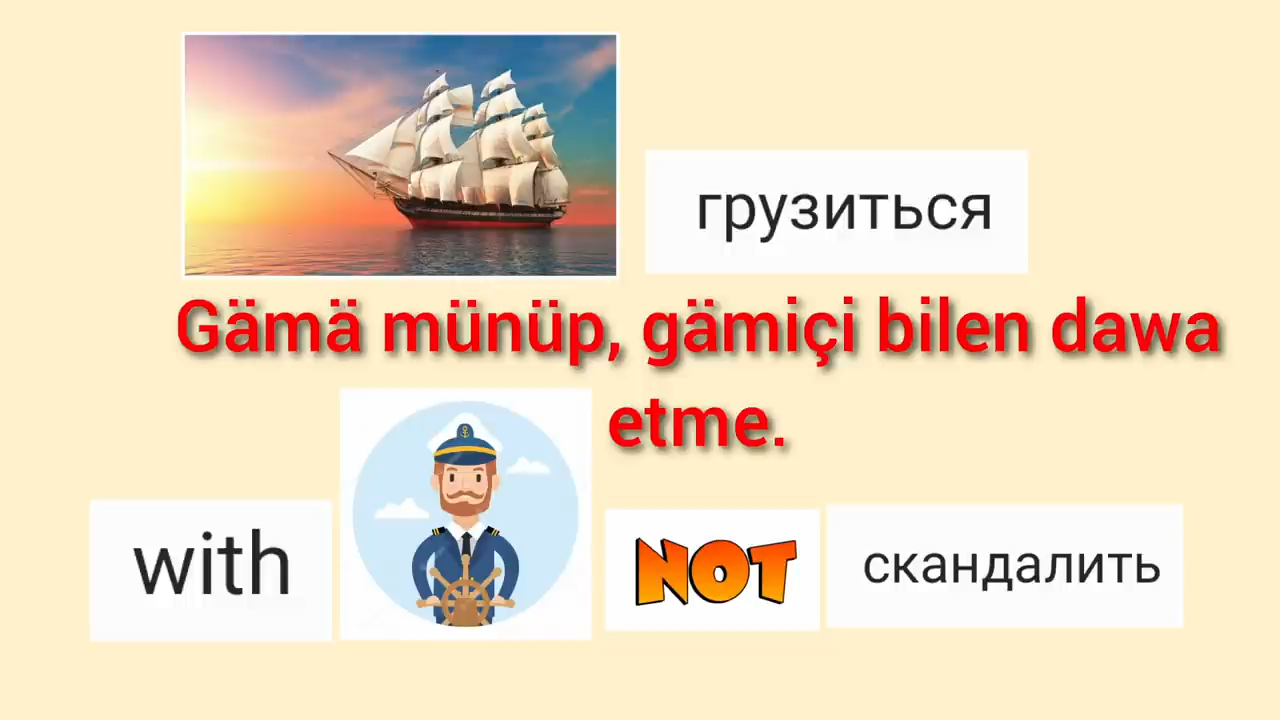 грузиться
Gämä münüp, gämiçi bilen dawa
etme.
with
NOT
скандалить